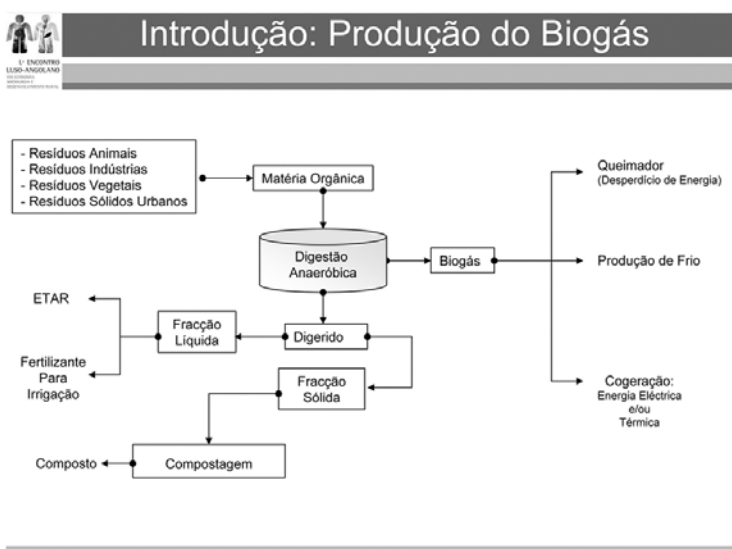 Introdução: Produção do Biogás
1º ENCONTRO
LUSO-ANGOLANO
- Resíduos Animais
- Resíduos Indústrias
- Resíduos Vegetais
- Resíduos Sólidos Urbanos
Matéria Orgânica
Queimador
(Desperdício de Energia)
Digestão
Anaeróbica
Biogás
Produção de Frio
ETAR
Fracção
Líquida
Digerido
Fertilizante
Para
Irrigação
Fracção
Sólida
Cogeração:
Energia Eléctrica
e/ou
Térmica
Composto
Compostagem